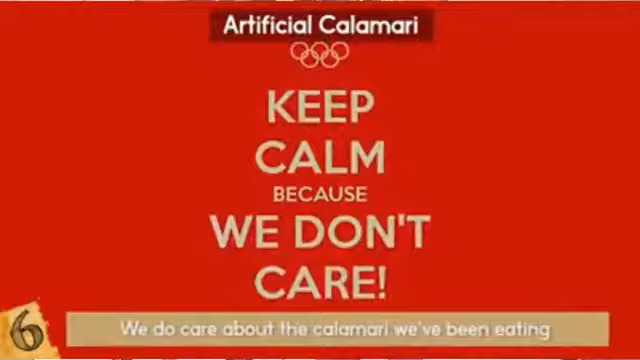 Artificial Calamari
KEEP
CALM
BECAUSE
WE DON'T
CARE!
6
We do care about the calamari we've been eating